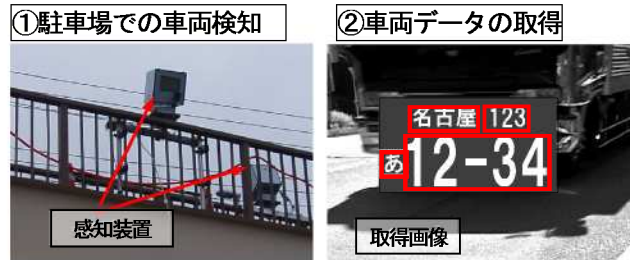 ①駐車場での車両検知
感知装置
②車両データの取得
名古屋 123
あ 12-34
取得画像